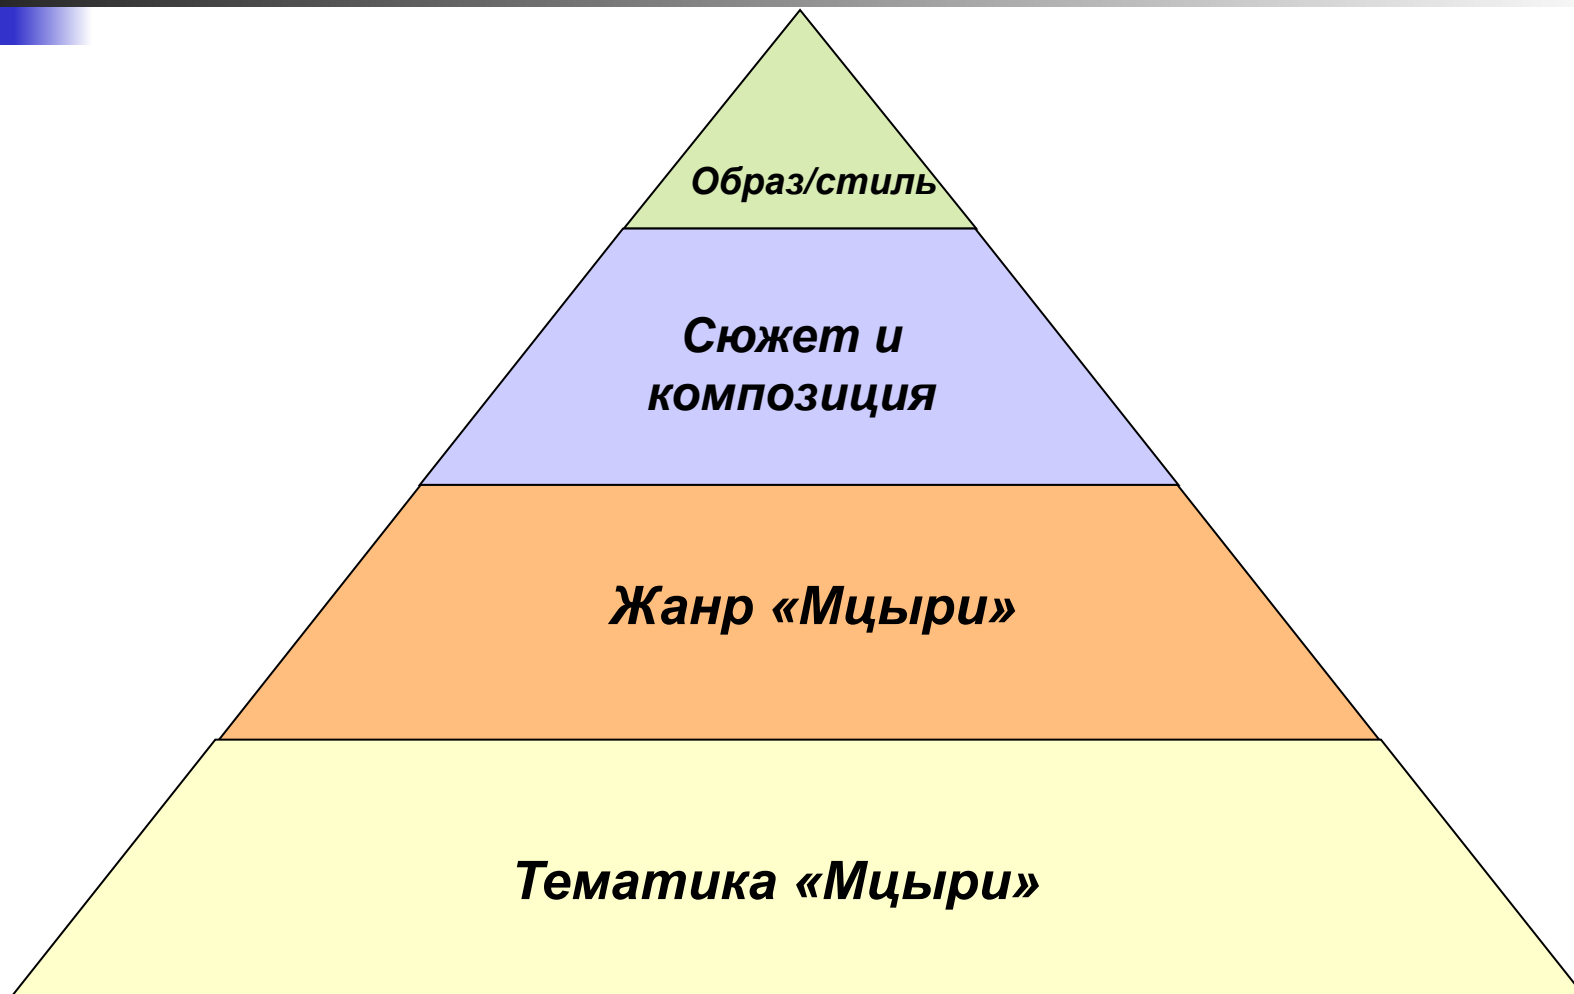 Образ/стиль
Сюжет и
композиция
Жанр «Мцыри»
Тематика «Мцыри»